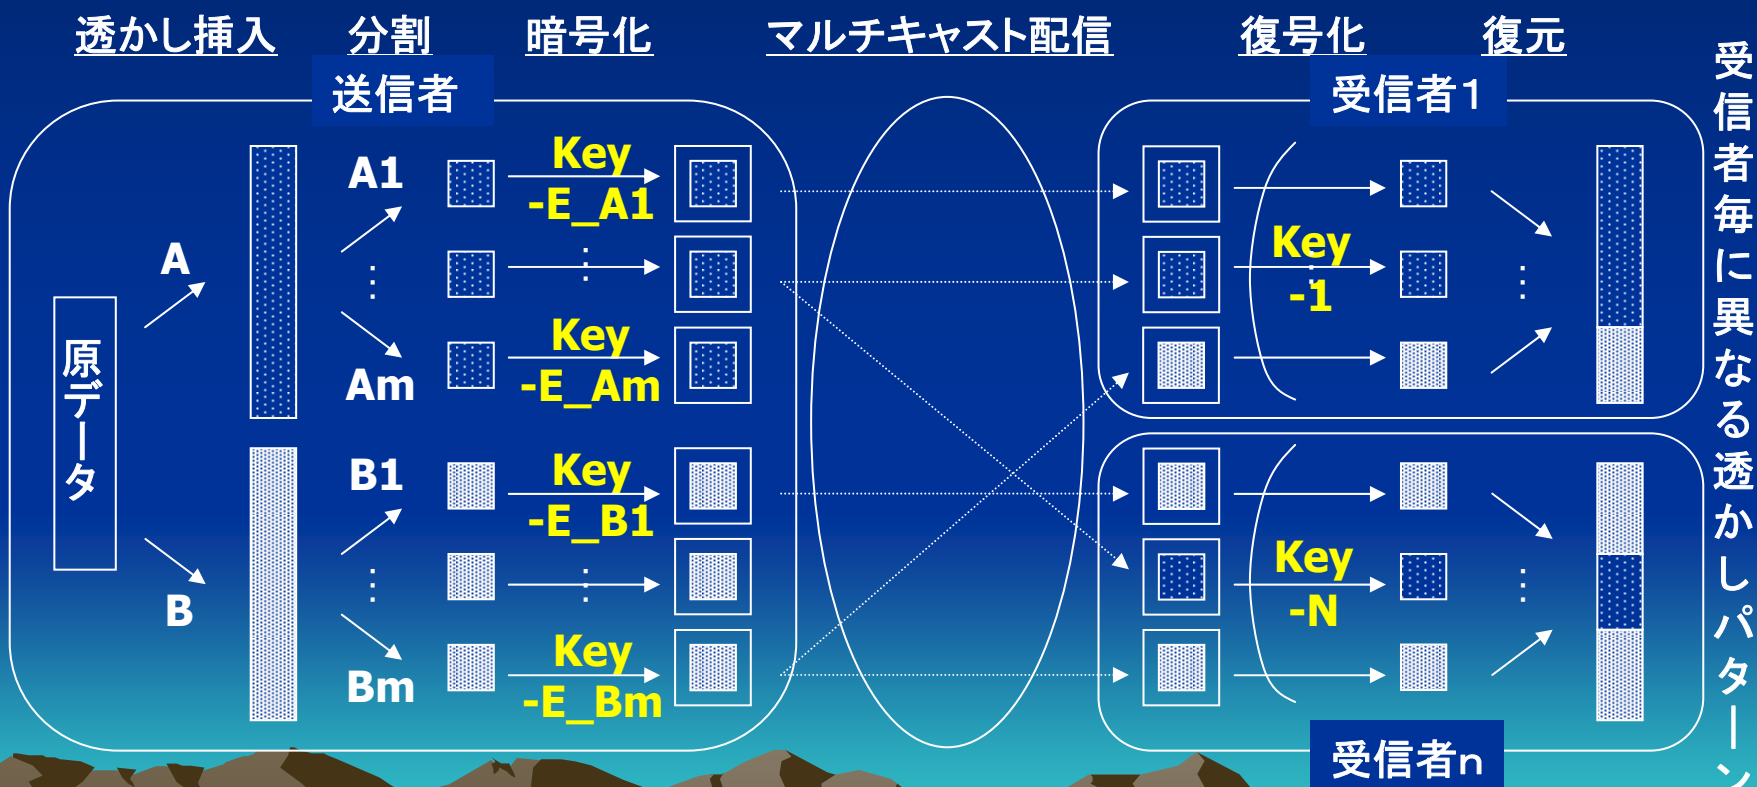 透かし挿入 分割 暗号化 マルチキャスト配信 復号化 復元
送信者
原データ
A
B
A1
Am
B1
Bm
Key
-E_A1
Key
-E_Am
Key
-E_B1
Key
-E_Bm
受信者1
Key
-1
Key
-N
受信者n
受信者毎に異なる透かしパターン